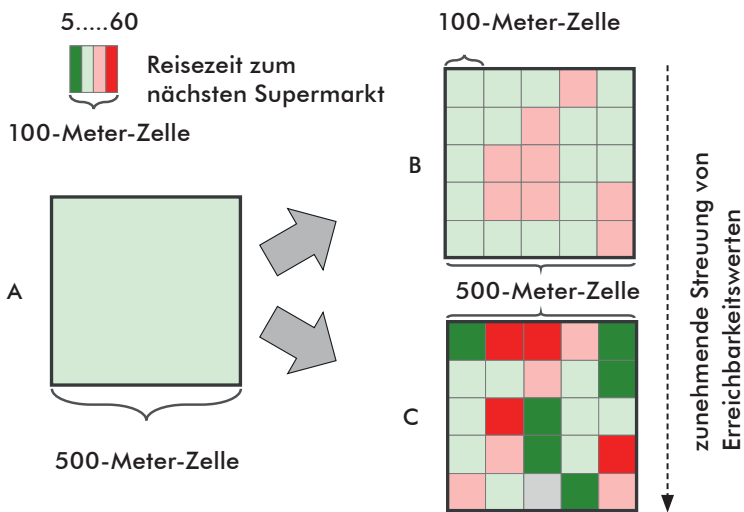 5.....60
Reisezeit zum
nächsten Supermarkt
100-Meter-Zelle
A
500-Meter-Zelle
100-Meter-Zelle
B
500-Meter-Zelle
C
zunehmende Streuung von
Erreichbarkeitswerten